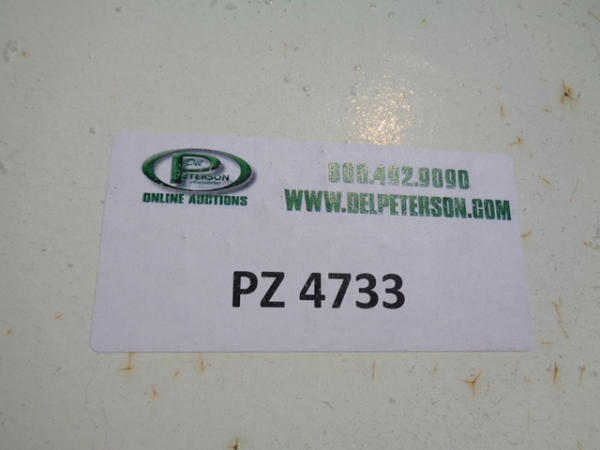 Del
PETERSON
ONLINE AUCTIONS
800.492.9090
WWW.DELPETERSON.COM
PZ 4733